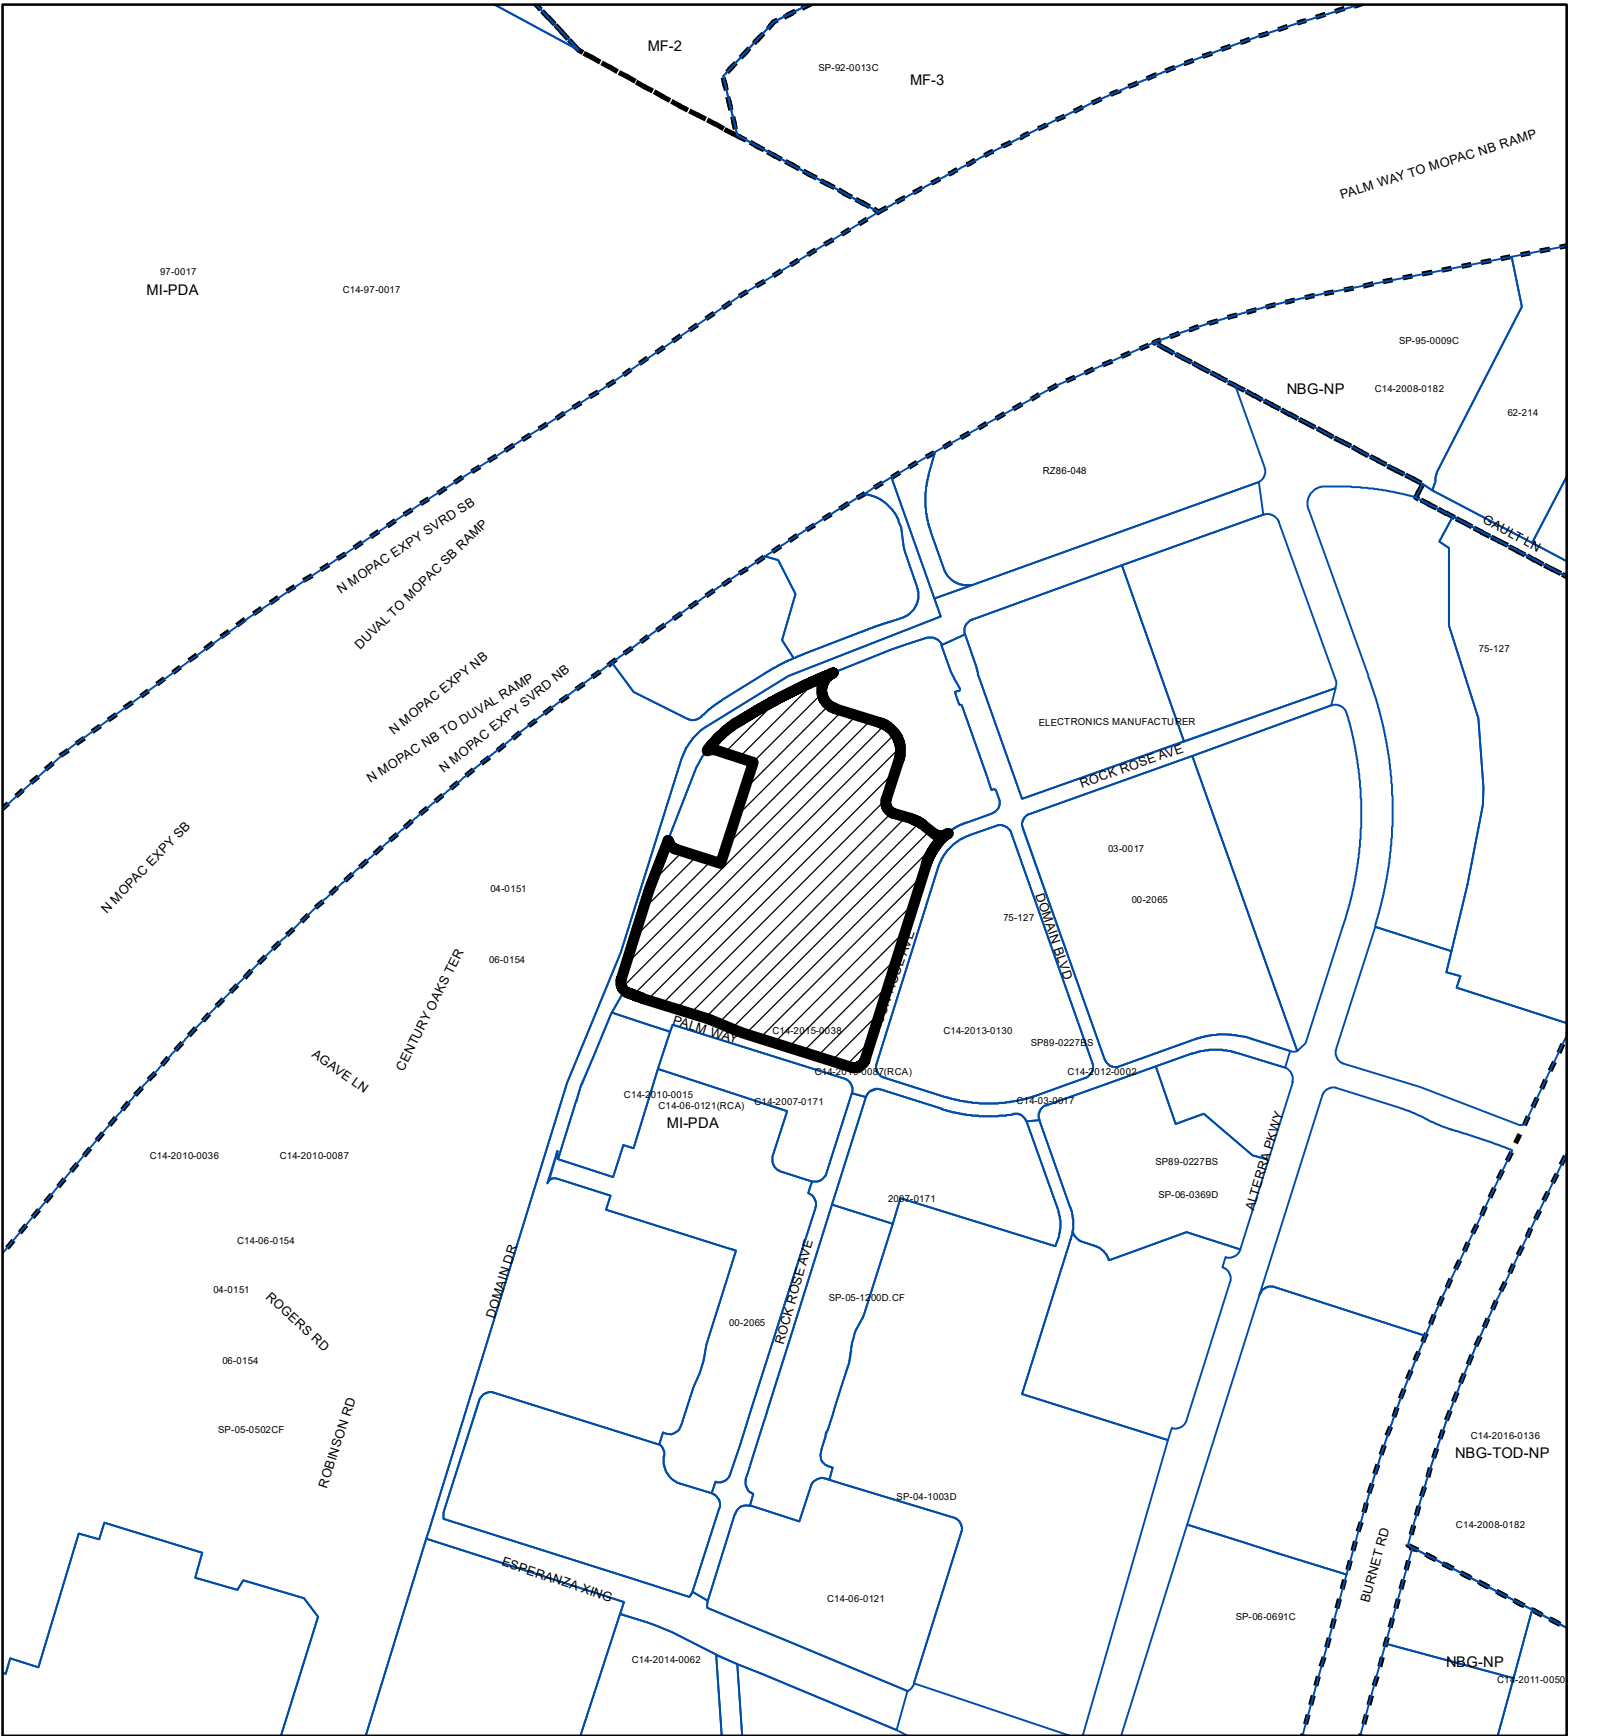 MF-2
SP-92-0013C
MF-3
PALM WAY TO MOPAC NB RAMP
97-0017
MI-PDA
C14-97-0017
SP-95-0009C
NBG-NP
C14-2008-0182
62-214
RZ86-048
GAULT LN
N MOPAC EXPY SVRD SB
DUVAL TO MOPAC SB RAMP
75-127
N MOPAC EXPY NB
N MOPAC NB TO DUVAL RAMP
N MOPAC EXPY SVRD NB
ELECTRONICS MANUFACTURER
ROCK ROSE AVE
N MOPAC EXPY SB
03-0017
04-0151
00-2065
75-127
DOMAIN BLVD
06-0154
CENTURY OAKS TER
AVE
PALM WAY
C14-2015-0038
C14-2013-0130
SP89-0227BS
AGAVE LN
C14-2012-0002
C14-2010-0015
C14-06-0121(RCA)
C14-2007-0171
C14-03-0017
MI-PDA
C14-2010-0036
C14-2010-0087
SP89-0227BS
ALTERRA PKWY
SP-06-0369D
2007-0171
C14-06-0154
DOMAIN DR
ROCK ROSE AVE
04-0151
ROGERS RD
SP-05-1200D.CF
00-2065
06-0154
SP-05-0502CF
ROBINSON RD
C14-2016-0136
NBG-TOD-NP
SP-04-1003D
C14-2008-0182
BURNET RD
ESPERANZA XING
C14-06-0121
SP-06-0691C
C14-2014-0062
NBG-NP
C14-2011-0050